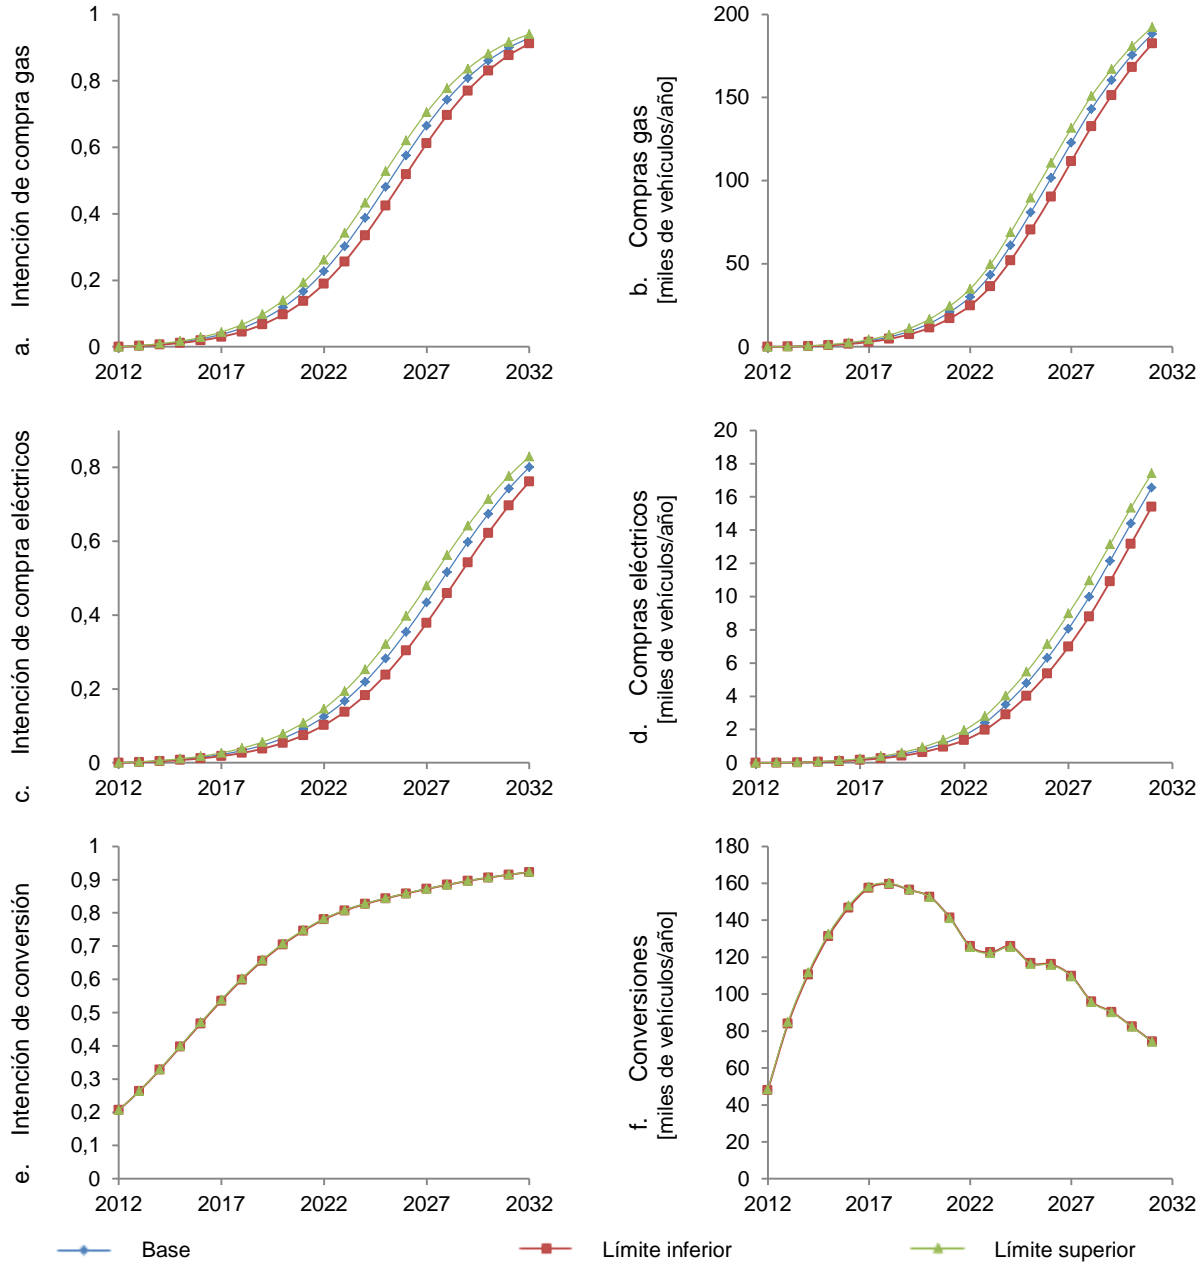 a. Intención de compra gas
1
0,8
0,6
0,4
0,2
0
2012 2017 2022 2027 2032
b. Compras gas
[miles de vehículos/año]
200
150
100
50
0
2012 2017 2022 2027 2032
c. Intención de compra eléctricos
0,8
0,6
0,4
0,2
0
2012 2017 2022 2027 2032
d. Compras eléctricos
[miles de vehículos/año]
20
18
16
14
12
10
8
6
4
2
0
2012 2017 2022 2027 2032
e. Intención de conversión
1
0,9
0,8
0,7
0,6
0,5
0,4
0,3
0,2
0,1
0
2012 2017 2022 2027 2032
f. Conversiones
[miles de vehículos/año]
180
160
140
120
100
80
60
40
20
0
2012 2017 2022 2027 2032
Base
Límite inferior
Límite superior